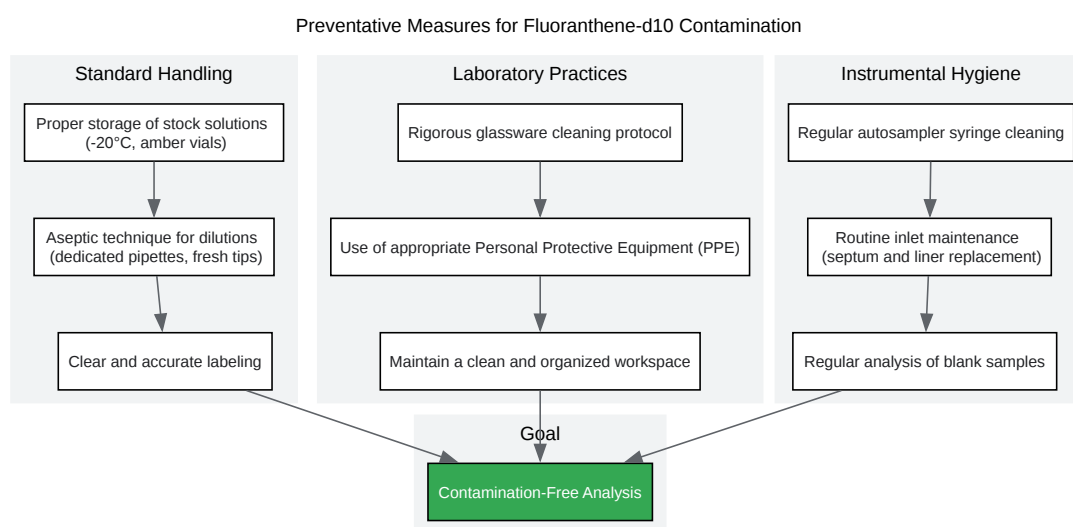 Preventative Measures for Fluoranthene-d10 Contamination
Standard Handling
Proper storage of stock solutions
(-20°C, amber vials)
Aseptic technique for dilutions
(dedicated pipettes, fresh tips)
Clear and accurate labeling
Laboratory Practices
Rigorous glassware cleaning protocol
Use of appropriate Personal Protective Equipment (PPE)
Maintain a clean and organized workspace
Instrumental Hygiene
Regular autosampler syringe cleaning
Routine inlet maintenance
(septum and liner replacement)
Regular analysis of blank samples
Goal
Contamination-Free Analysis